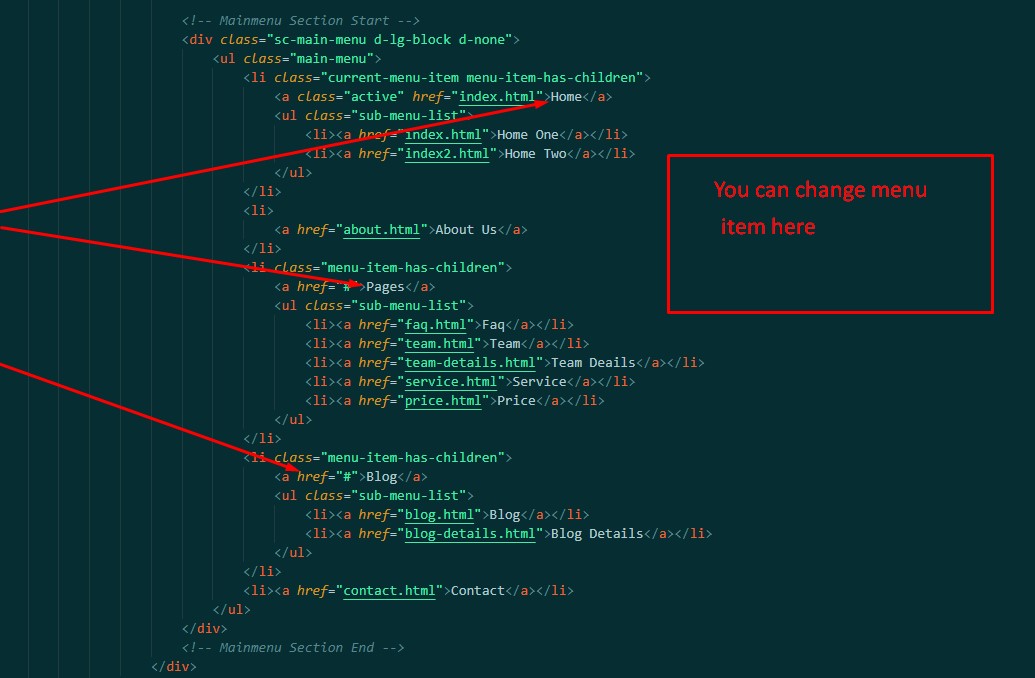 <!-- Mainmenu Section Start -->
<div class="sc-main-menu d-lg-block d-none">
<ul class="main-menu">
<li class="current-menu-item menu-item-has-children">
<a class="active" href="index.html">Home</a>
<ul class="sub-menu-list">
<li><a href="index.html">Home One</a></li>
<li><a href="index2.html">Home Two</a></li>
</ul>
</li>
<li>
<a href="about.html">About Us</a>
</li>
<li class="menu-item-has-children">
<a href="#">Pages</a>
<ul class="sub-menu-list">
<li><a href="faq.html">Faq</a></li>
<li><a href="team.html">Team</a></li>
<li><a href="team-details.html">Team Deails</a></li>
<li><a href="service.html">Service</a></li>
<li><a href="price.html">Price</a></li>
</ul>
</li>
<li class="menu-item-has-children">
<a href="#">Blog</a>
<ul class="sub-menu-list">
<li><a href="blog.html">Blog</a></li>
<li><a href="blog-details.html">Blog Details</a></li>
</ul>
</li>
<li><a href="contact.html">Contact</a></li>
</ul>
</div>
<!-- Mainmenu Section End -->
</div>
You can change menu
item here